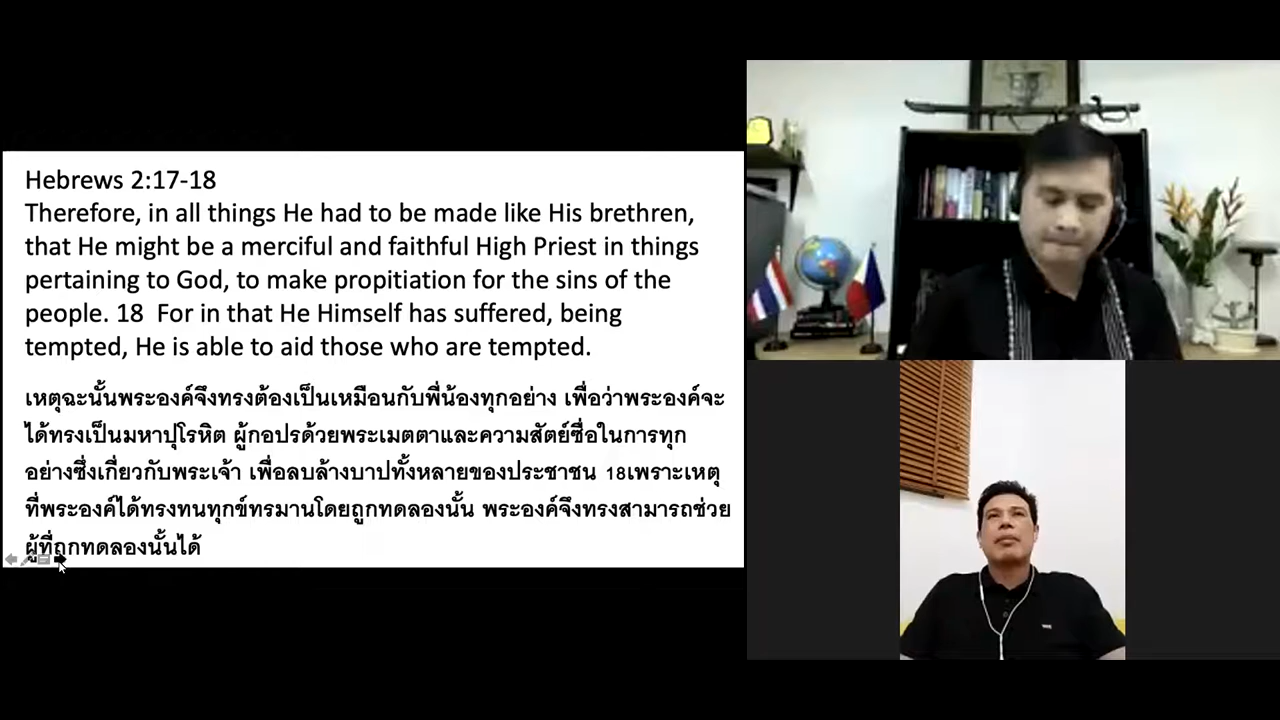 Hebrews 2:17-18
Therefore, in all things He had to be made like His brethren,
that He might be a merciful and faithful High Priest in things
pertaining to God, to make propitiation for the sins of the
people. 18  For in that He Himself has suffered, being
tempted, He is able to aid those who are tempted.
เหตุฉะนั้นพระองค์จึงทรงต้องเป็นเหมือนกับพี่น้องทุกอย่าง เพื่อว่าพระองค์จะ
ได้ทรงเป็นมหาปุโรหิต ผู้กอปรด้วยพระเมตตาและความสัตย์ซื่อในการทุก
อย่างซึ่งเกี่ยวกับพระเจ้า เพื่อลบล้างบาปทั้งหลายของประชาชน 18เพราะเหตุ
ที่พระองค์ได้ทรงทนทุกข์ทรมานโดยถูกทดลองนั้น พระองค์จึงทรงสามารถช่วย
ผู้ที่ถูกทดลองนั้นได้